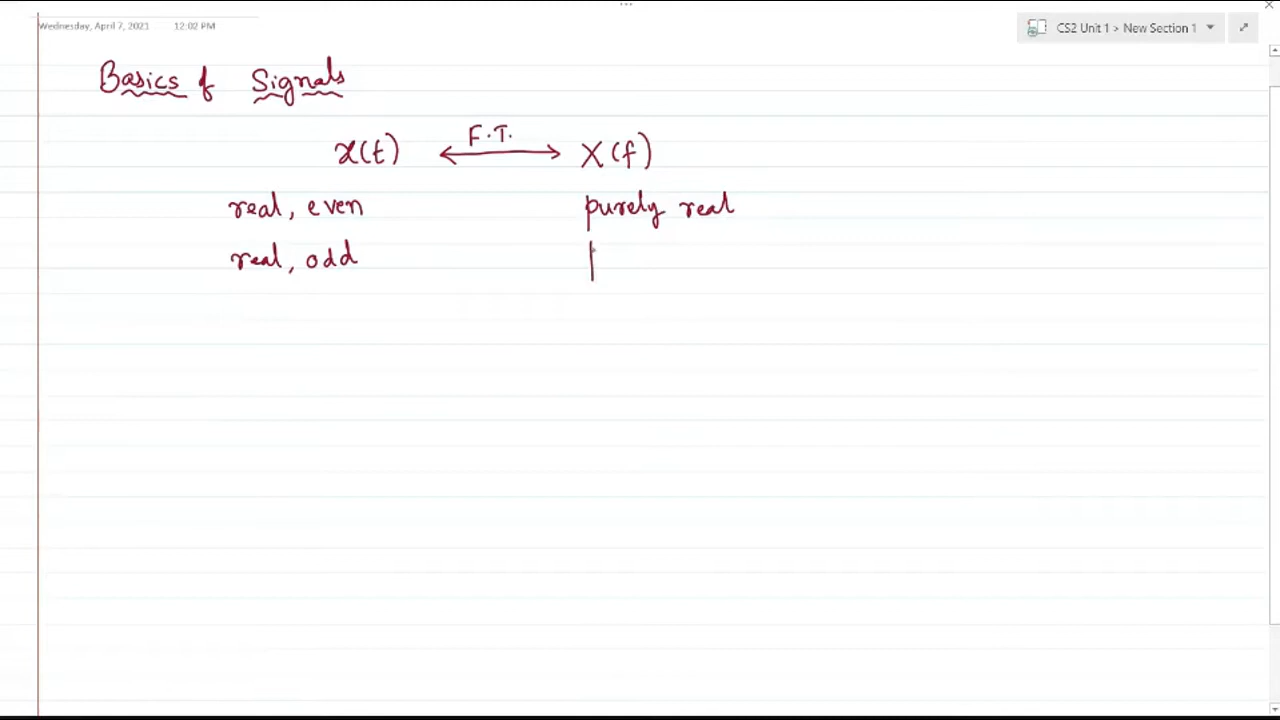 Wednesday, April 7, 2021 12:02 PM
CS2 Unit 1 > New Section 1
Basics of Signals
x(t) F.T. X(f)
real, even purely real
real, odd